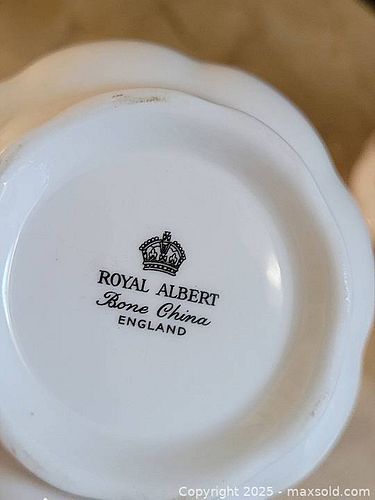 ROYAL ALBERT
Bone China
ENGLAND
Copyright © 2025 - maxsold.com